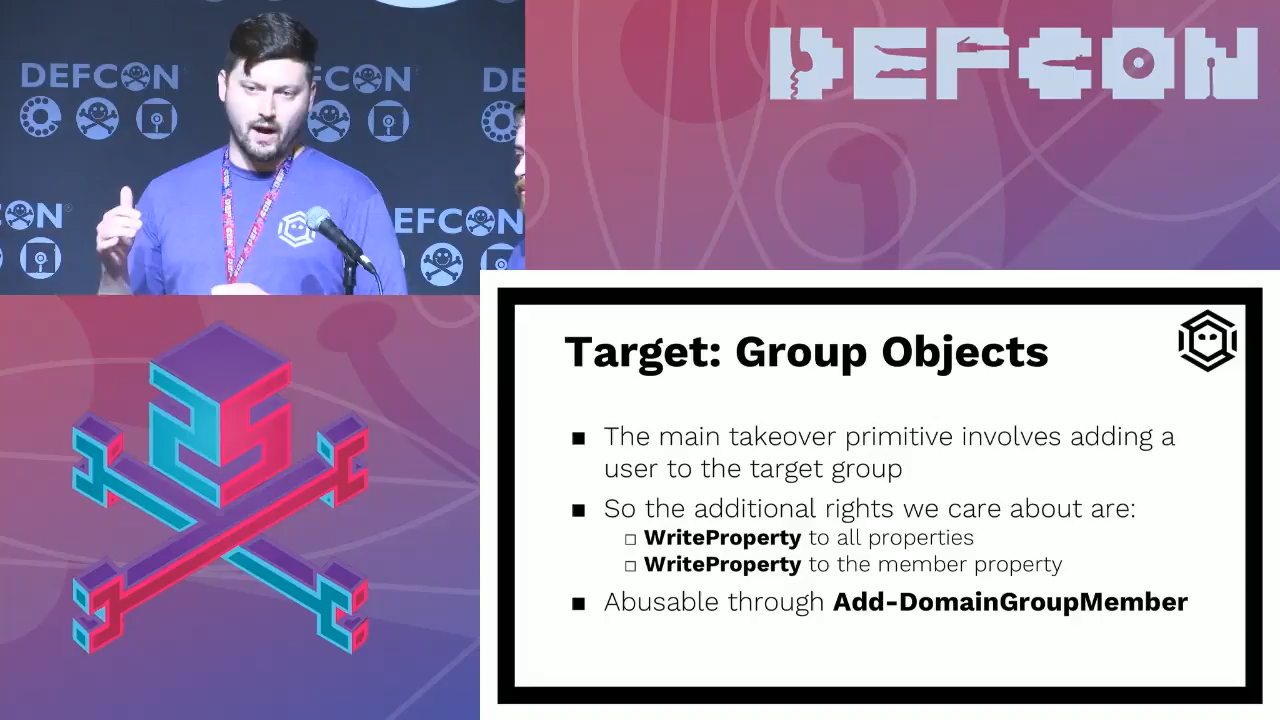 DEFCON
DEFCON
DEFCON
DE
DEFCON
Target: Group Objects
The main takeover primitive involves adding a
user to the target group
So the additional rights we care about are:
WriteProperty to all properties
WriteProperty to the member property
Abusable through Add-DomainGroupMember